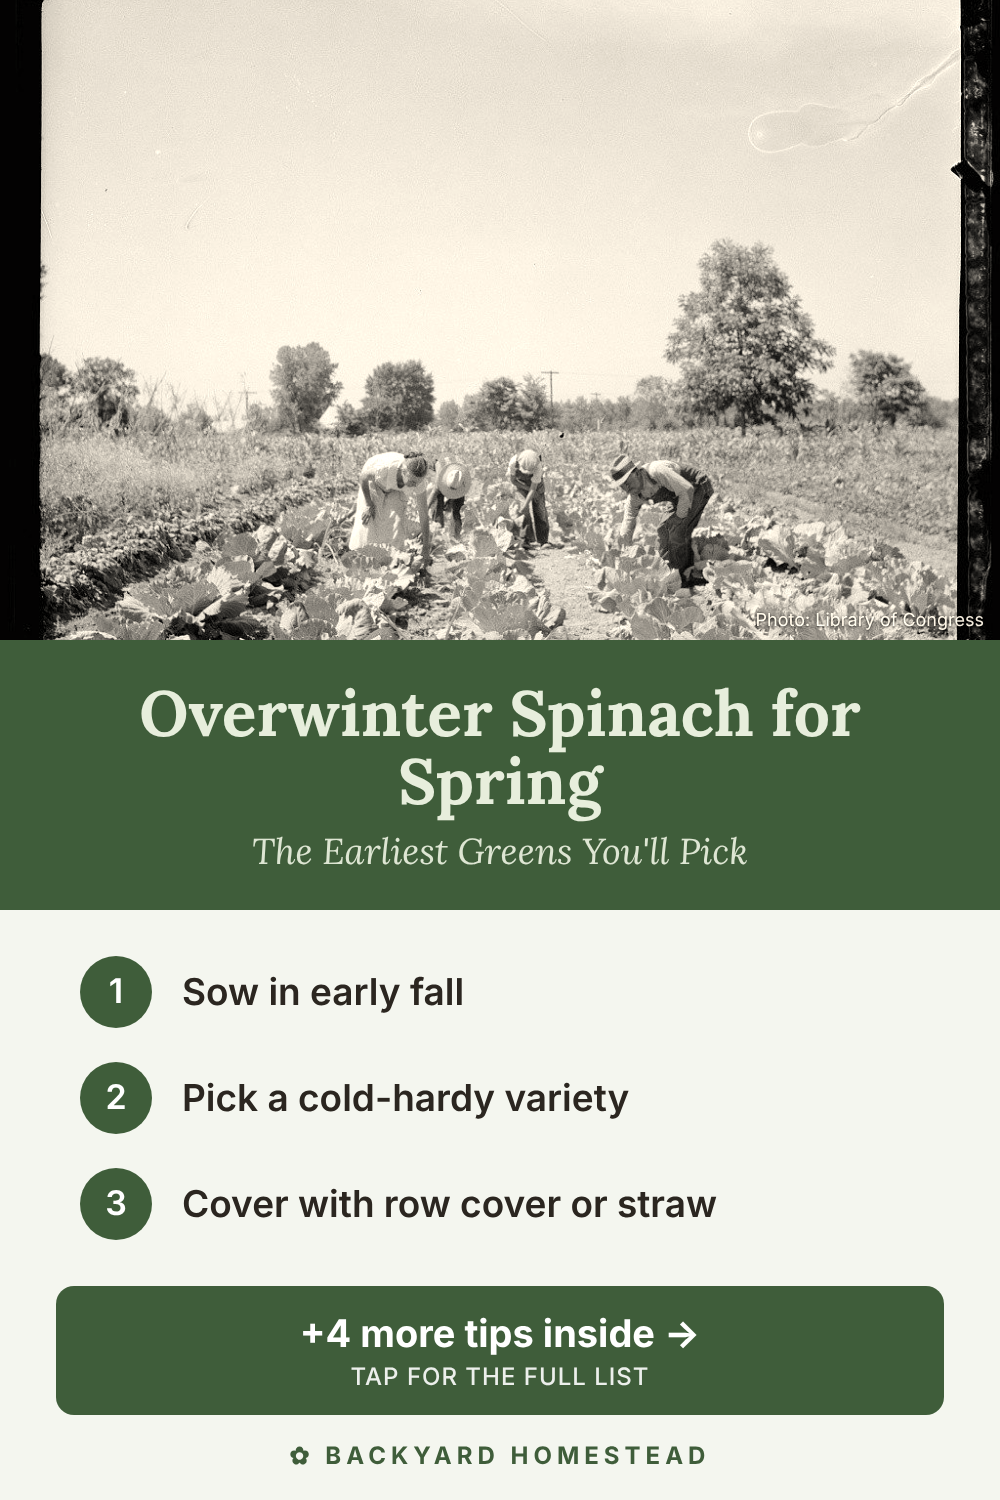 Photo: Library of Congress
Overwinter Spinach for
Spring
The Earliest Greens You'll Pick
1 Sow in early fall
2 Pick a cold-hardy variety
3 Cover with row cover or straw
+4 more tips inside →
TAP FOR THE FULL LIST
✿ BACKYARD HOMESTEAD